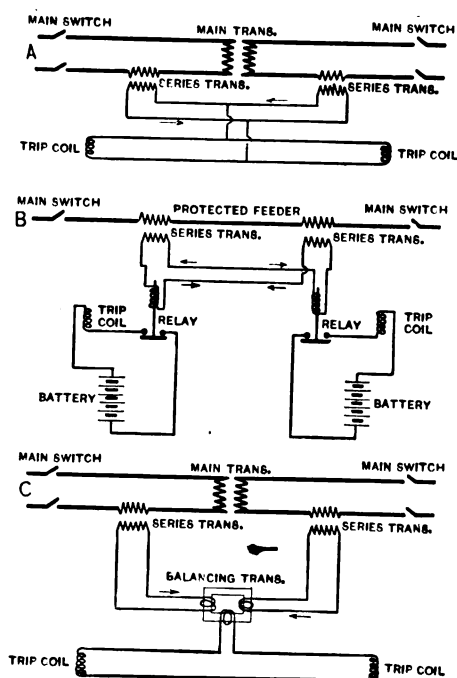 MAIN SWITCH MAIN TRANS. MAIN SWITCH
A
SERIES TRANS. SERIES TRANS.
TRIP COIL TRIP COIL
MAIN SWITCH PROTECTED FEEDER MAIN SWITCH
B
SERIES TRANS. SERIES TRANS.
TRIP COIL RELAY RELAY TRIP COIL
BATTERY BATTERY
MAIN SWITCH MAIN TRANS. MAIN SWITCH
C
SERIES TRANS. SERIES TRANS.
BALANCING TRANS.
TRIP COIL TRIP COIL